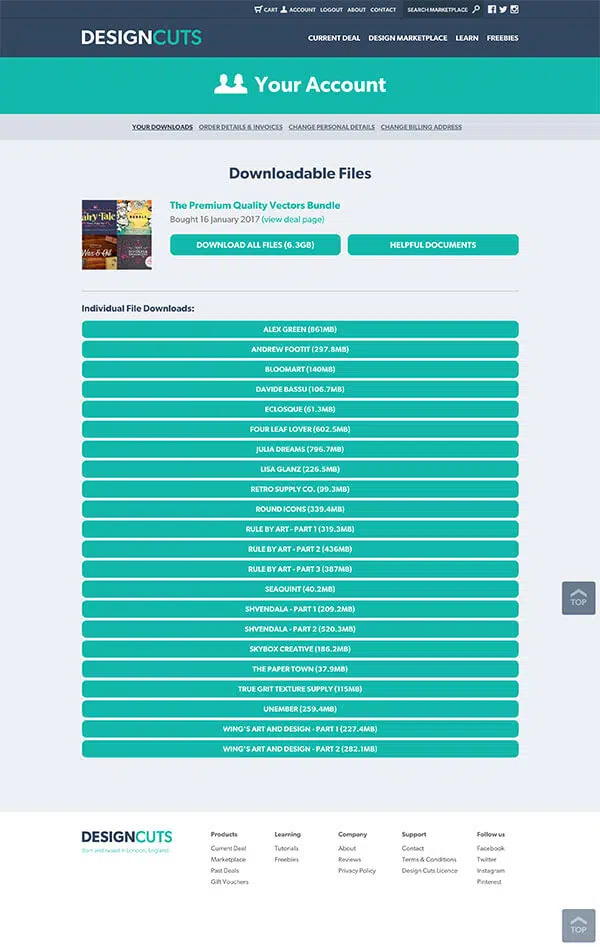 CART ACCOUNT LOGOUT ABOUT CONTACT SEARCH MARKETPLACE
DESIGNCUTS
CURRENT DEAL DESIGN MARKETPLACE LEARN FREEBIES
Your Account
YOUR DOWNLOADS ORDER DETAILS & INVOICES CHANGE PERSONAL DETAILS CHANGE BILLING ADDRESS
Downloadable Files
The Premium Quality Vectors Bundle
Bought 16 January 2017 (view deal page)
airy Tale
BUNDLE
Wax & Oil
DOWNLOAD ALL FILES (6.3GB) HELPFUL DOCUMENTS
Individual File Downloads:
ALEX GREEN (861MB)
ANDREW FOOTIT (297.8MB)
BLOOMART (140MB)
DAVIDE BASSU (106.7MB)
ECLOSQUE (61.3MB)
FOUR LEAF LOVER (602.5MB)
JULIA DREAMS (796.7MB)
LISA GLANZ (226.5MB)
RETRO SUPPLY CO. (99.3MB)
ROUND ICONS (339.4MB)
RULE BY ART - PART 1 (319.3MB)
RULE BY ART - PART 2 (436MB)
RULE BY ART - PART 3 (387MB)
SEAQUINT (40.2MB)
SHVENDALA - PART 1 (209.2MB)
SHVENDALA - PART 2 (520.3MB)
SKYBOX CREATIVE (186.2MB)
THE PAPER TOWN (37.9MB)
TRUE GRIT TEXTURE SUPPLY (115MB)
UNEMBER (259.4MB)
WING'S ART AND DESIGN - PART 1 (227.4MB)
WING'S ART AND DESIGN - PART 2 (282.1MB)
TOP
DESIGNCUTS
Born and raised in London, England.
Products Learning Company Support Follow us
Current Deal Tutorials About Contact Facebook
Marketplace Freebies Reviews Terms & Conditions Twitter
Past Deals Privacy Policy Design Cuts Licence Instagram
Gift Vouchers Pinterest
TOP